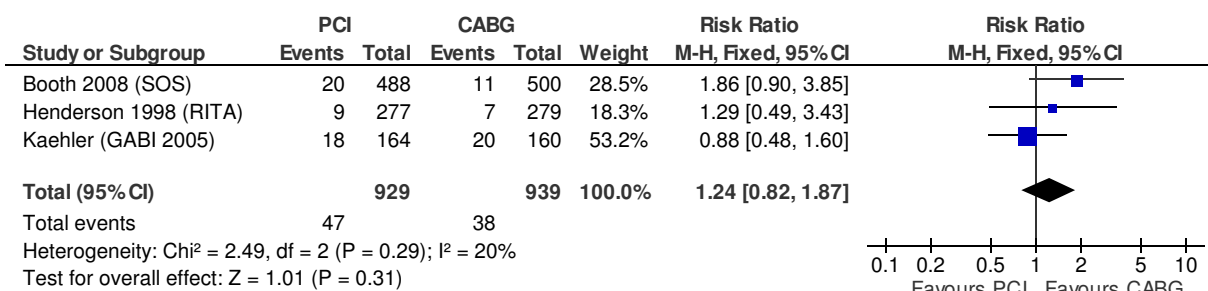 PCI CABG Risk Ratio Risk Ratio
Study or Subgroup Events Total Events Total Weight M-H, Fixed, 95% CI M-H, Fixed, 95% CI
Booth 2008 (SOS) 20 488 11 500 28.5% 1.86 [0.90, 3.85]
Henderson 1998 (RITA) 9 277 7 279 18.3% 1.29 [0.49, 3.43]
Kaehler (GABI 2005) 18 164 20 160 53.2% 0.88 [0.48, 1.60]
Total (95% CI) 929 939 100.0% 1.24 [0.82, 1.87]
Total events 47 38
Heterogeneity: Chi² = 2.49, df = 2 (P = 0.29); I² = 20%
0.1 0.2 0.5 1 2 5 10
Test for overall effect: Z = 1.01 (P = 0.31)
Favours PCI Favours CABG